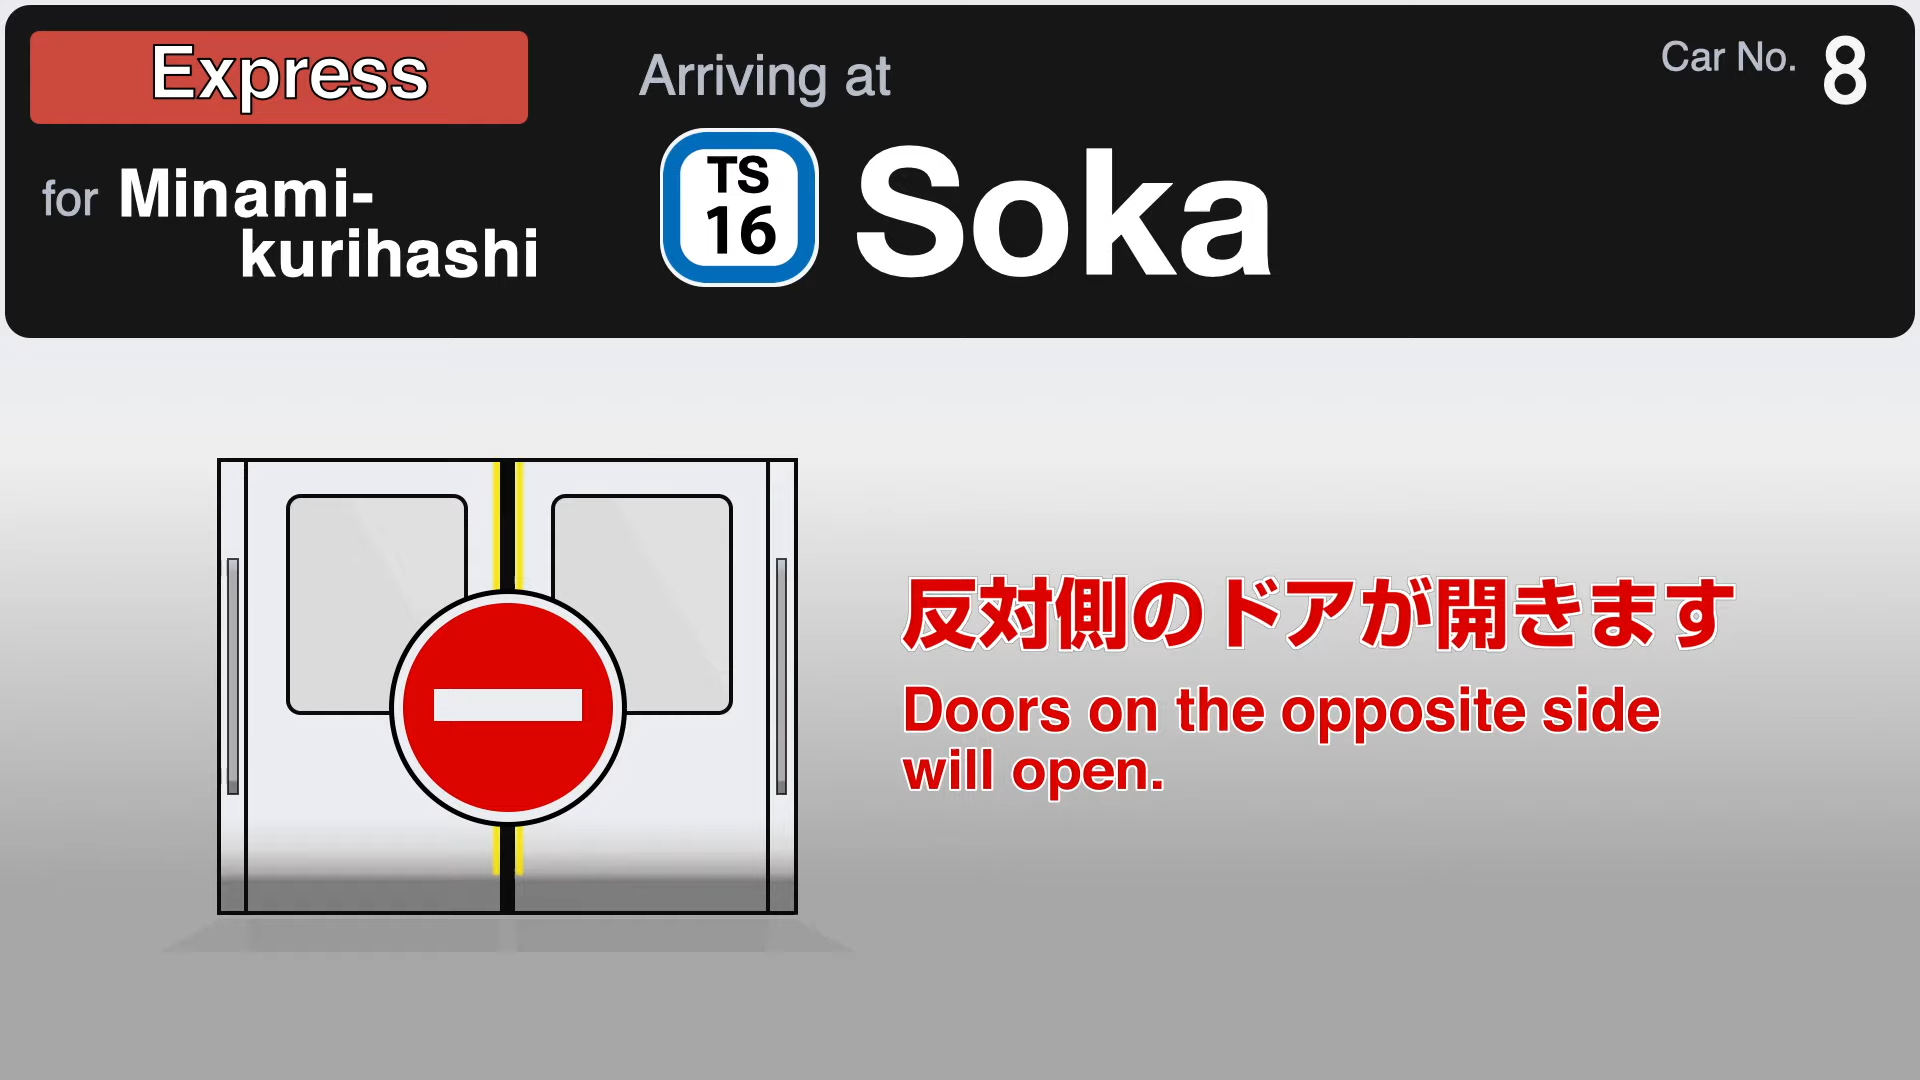 Express
for Minami-
kurihashi
Arriving at
TS
16
Soka
Car No. 8
反対側のドアが開きます
Doors on the opposite side
will open.